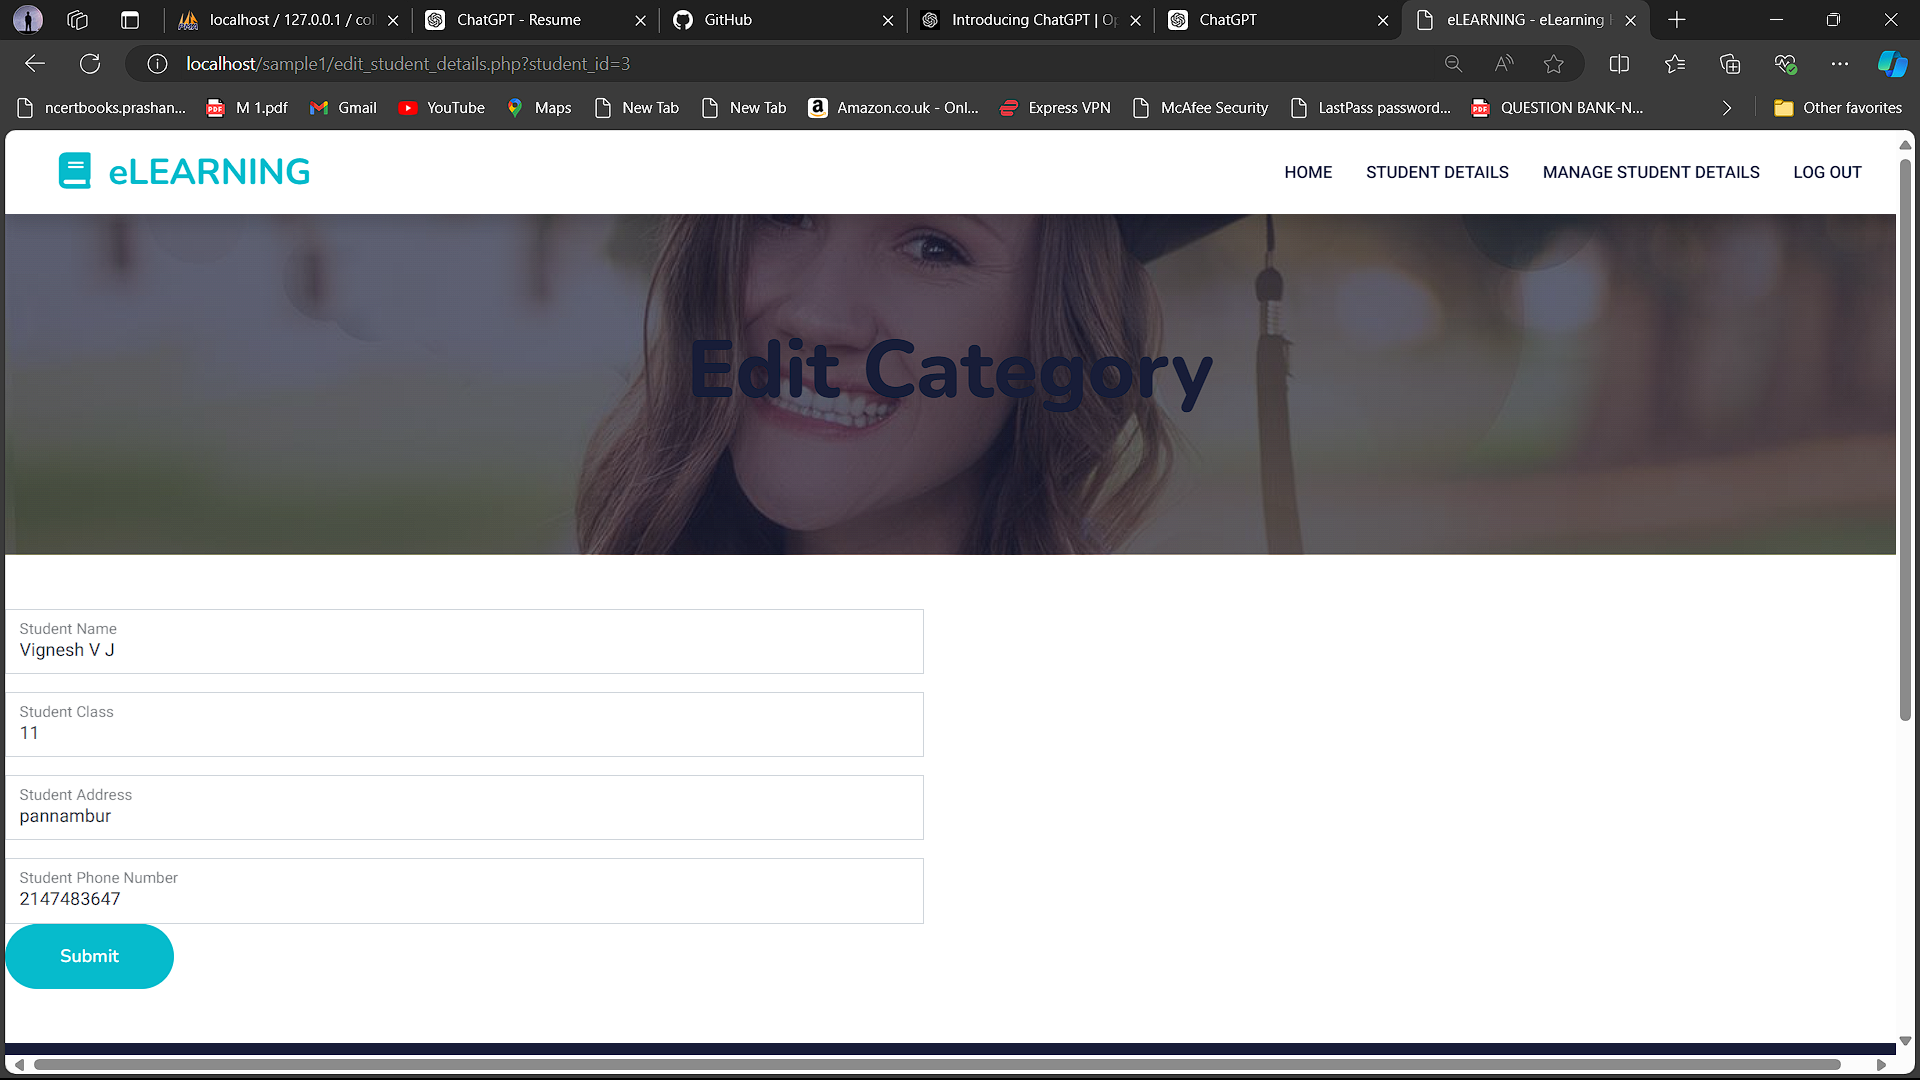 localhost / 127.0.0.1 / col
ChatGPT - Resume
GitHub
Introducing ChatGPT | Op
ChatGPT
eLEARNING - eLearning
localhost/sample1/edit_student_details.php?student_id=3
ncertbooks.prashan...
M 1.pdf
Gmail
YouTube
Maps
New Tab
New Tab
Amazon.co.uk - Onl...
Express VPN
McAfee Security
LastPass password...
QUESTION BANK-N...
Other favorites
eLEARNING
HOME
STUDENT DETAILS
MANAGE STUDENT DETAILS
LOG OUT
Edit Category
Student Name
Vignesh V J
Student Class
11
Student Address
pannambur
Student Phone Number
2147483647
Submit